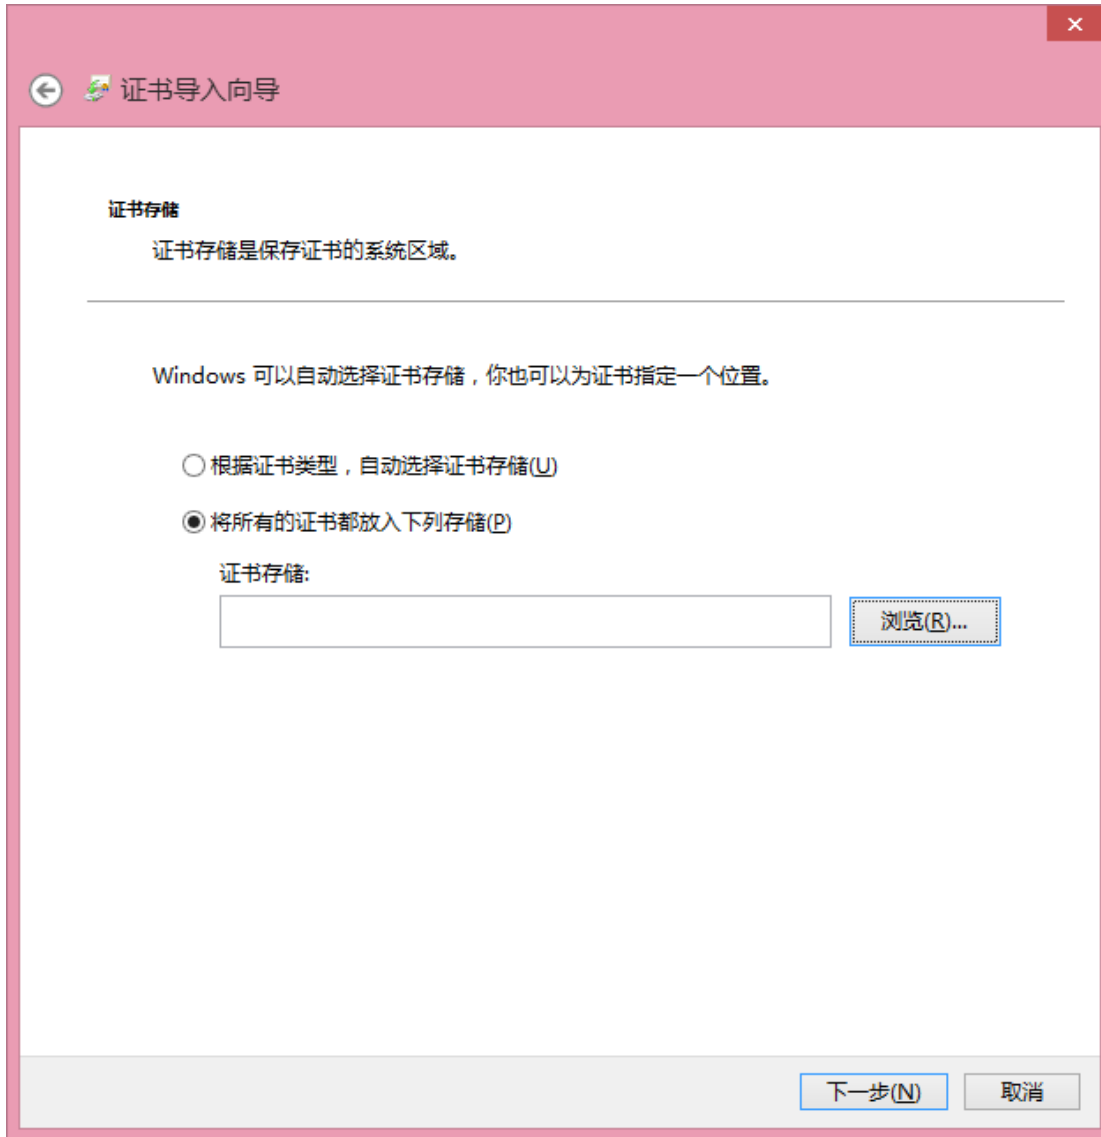 证书导入向导
证书存储
证书存储是保存证书的系统区域。
Windows 可以自动选择证书存储，你也可以为证书指定一个位置。
根据证书类型，自动选择证书存储(U)
将所有的证书都放入下列存储(P)
证书存储:
浏览(R)...
下一步(N)
取消